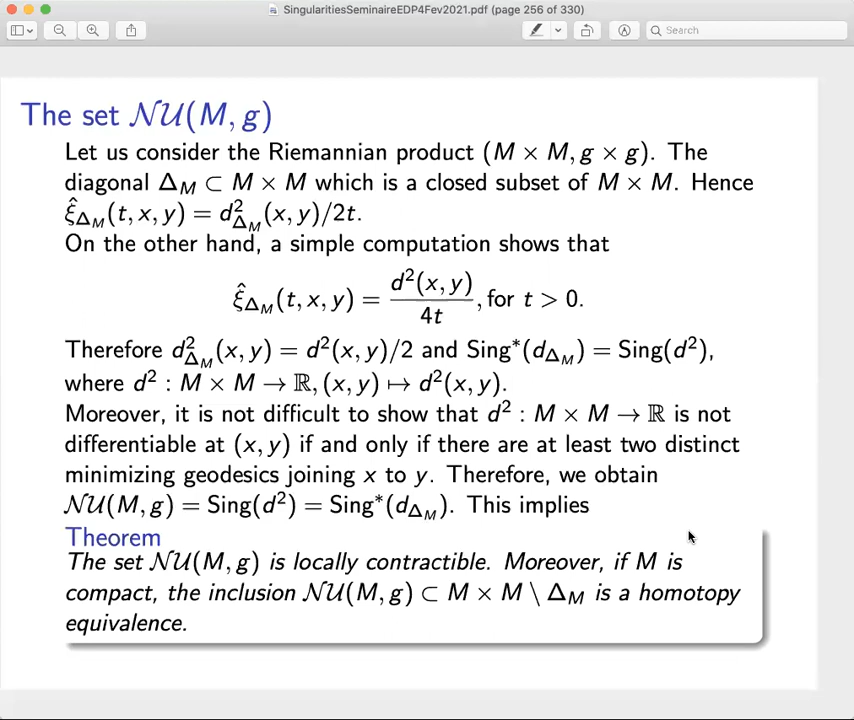 SingularitiesSeminaireEDP4Fev2021.pdf (page 256 of 330)
Search
The set 𝒩𝒰(M, g)
Let us consider the Riemannian product (M × M, g × g). The
diagonal Δ_M ⊂ M × M which is a closed subset of M × M. Hence
ξ̂_{Δ_M}(t, x, y) = d²_{Δ_M}(x, y)/2t.
On the other hand, a simple computation shows that
ξ̂_{Δ_M}(t, x, y) = d²(x, y)/4t, for t > 0.
Therefore d²_{Δ_M}(x, y) = d²(x, y)/2 and Sing*(d_{Δ_M}) = Sing(d²),
where d² : M × M → ℝ, (x, y) ↦ d²(x, y).
Moreover, it is not difficult to show that d² : M × M → ℝ is not
differentiable at (x, y) if and only if there are at least two distinct
minimizing geodesics joining x to y. Therefore, we obtain
𝒩𝒰(M, g) = Sing(d²) = Sing*(d_{Δ_M}). This implies
Theorem
The set 𝒩𝒰(M, g) is locally contractible. Moreover, if M is
compact, the inclusion 𝒩𝒰(M, g) ⊂ M × M \ Δ_M is a homotopy
equivalence.